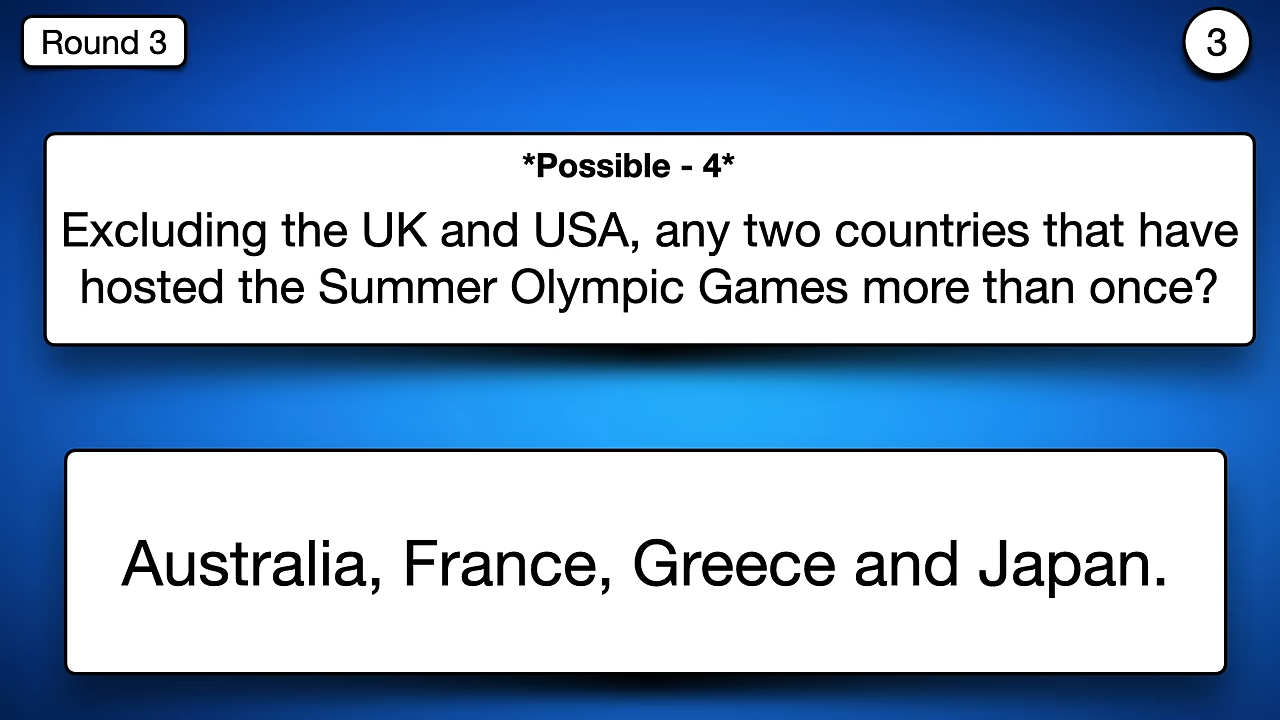 Round 3
3
*Possible - 4*
Excluding the UK and USA, any two countries that have
hosted the Summer Olympic Games more than once?
Australia, France, Greece and Japan.